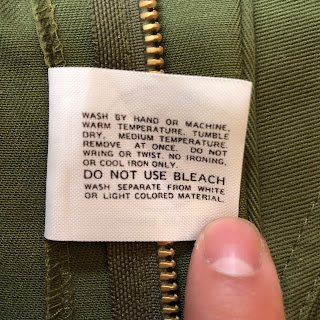 WASH BY HAND OR MACHINE,
WARM TEMPERATURE, TUMBLE
DRY, MEDIUM TEMPERATURE.
REMOVE AT ONCE. DO NOT
WRING OR TWIST. NO IRONING,
OR COOL IRON ONLY.
DO NOT USE BLEACH
WASH SEPARATE FROM WHITE
OR LIGHT COLORED MATERIAL.